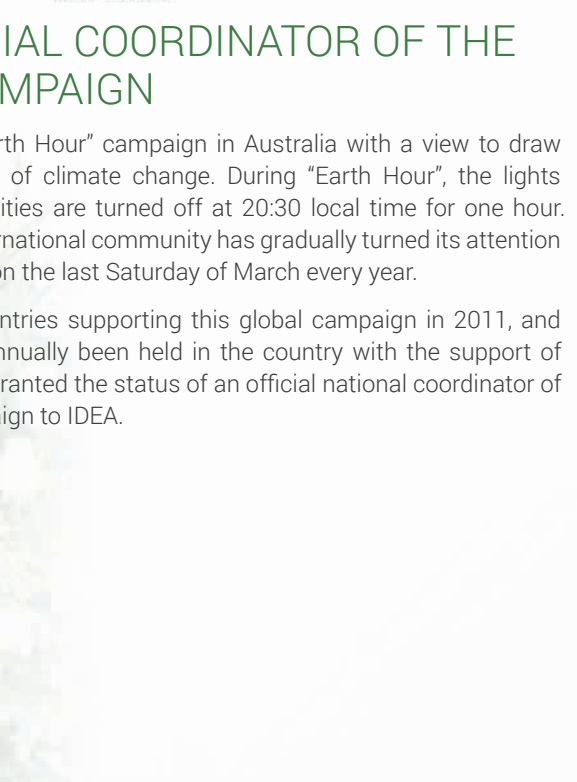 IAL COORDINATOR OF THE
MPAIGN
rth Hour” campaign in Australia with a view to draw
of climate change. During “Earth Hour”, the lights
ities are turned off at 20:30 local time for one hour.
rnational community has gradually turned its attention
on the last Saturday of March every year.
ntries supporting this global campaign in 2011, and
nnually been held in the country with the support of
ranted the status of an official national coordinator of
ign to IDEA.